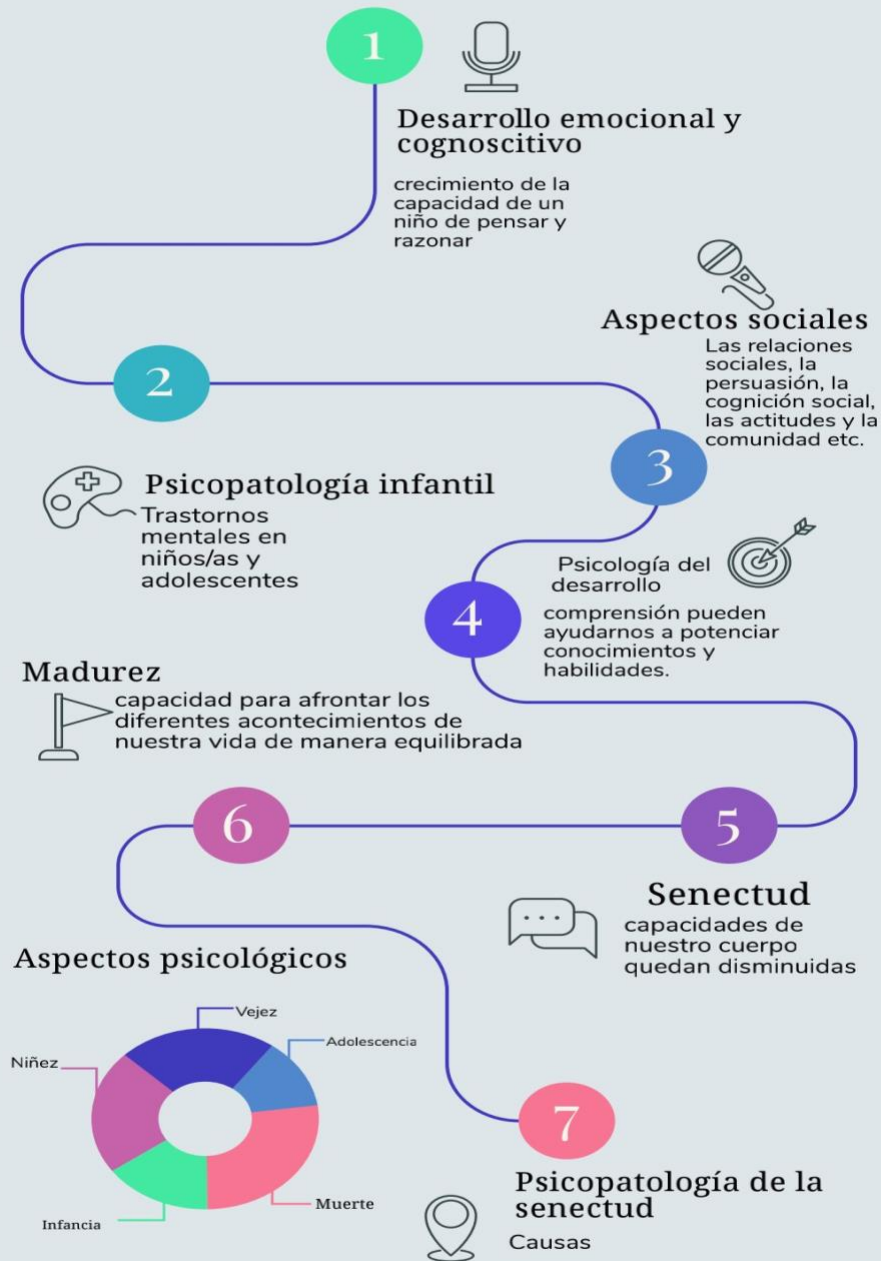 1
Desarrollo emocional y
cognoscitivo
crecimiento de la
capacidad de un
niño de pensar y
razonar
2
Psicopatología infantil
Trastornos
mentales en
niños/as y
adolescentes
Aspectos sociales
Las relaciones
sociales, la
persuasión, la
cognición social,
las actitudes y la
comunidad etc.
3
4
Psicología del
desarrollo
comprensión pueden
ayudarnos a potenciar
conocimientos y
habilidades.
Madurez
capacidad para afrontar los
diferentes acontecimientos de
nuestra vida de manera equilibrada
5
Senectud
capacidades de
nuestro cuerpo
quedan disminuidas
6
Aspectos psicológicos
Vejez
Adolescencia
Niñez
Muerte
Infancia
7
Psicopatología de la
senectud
Causas